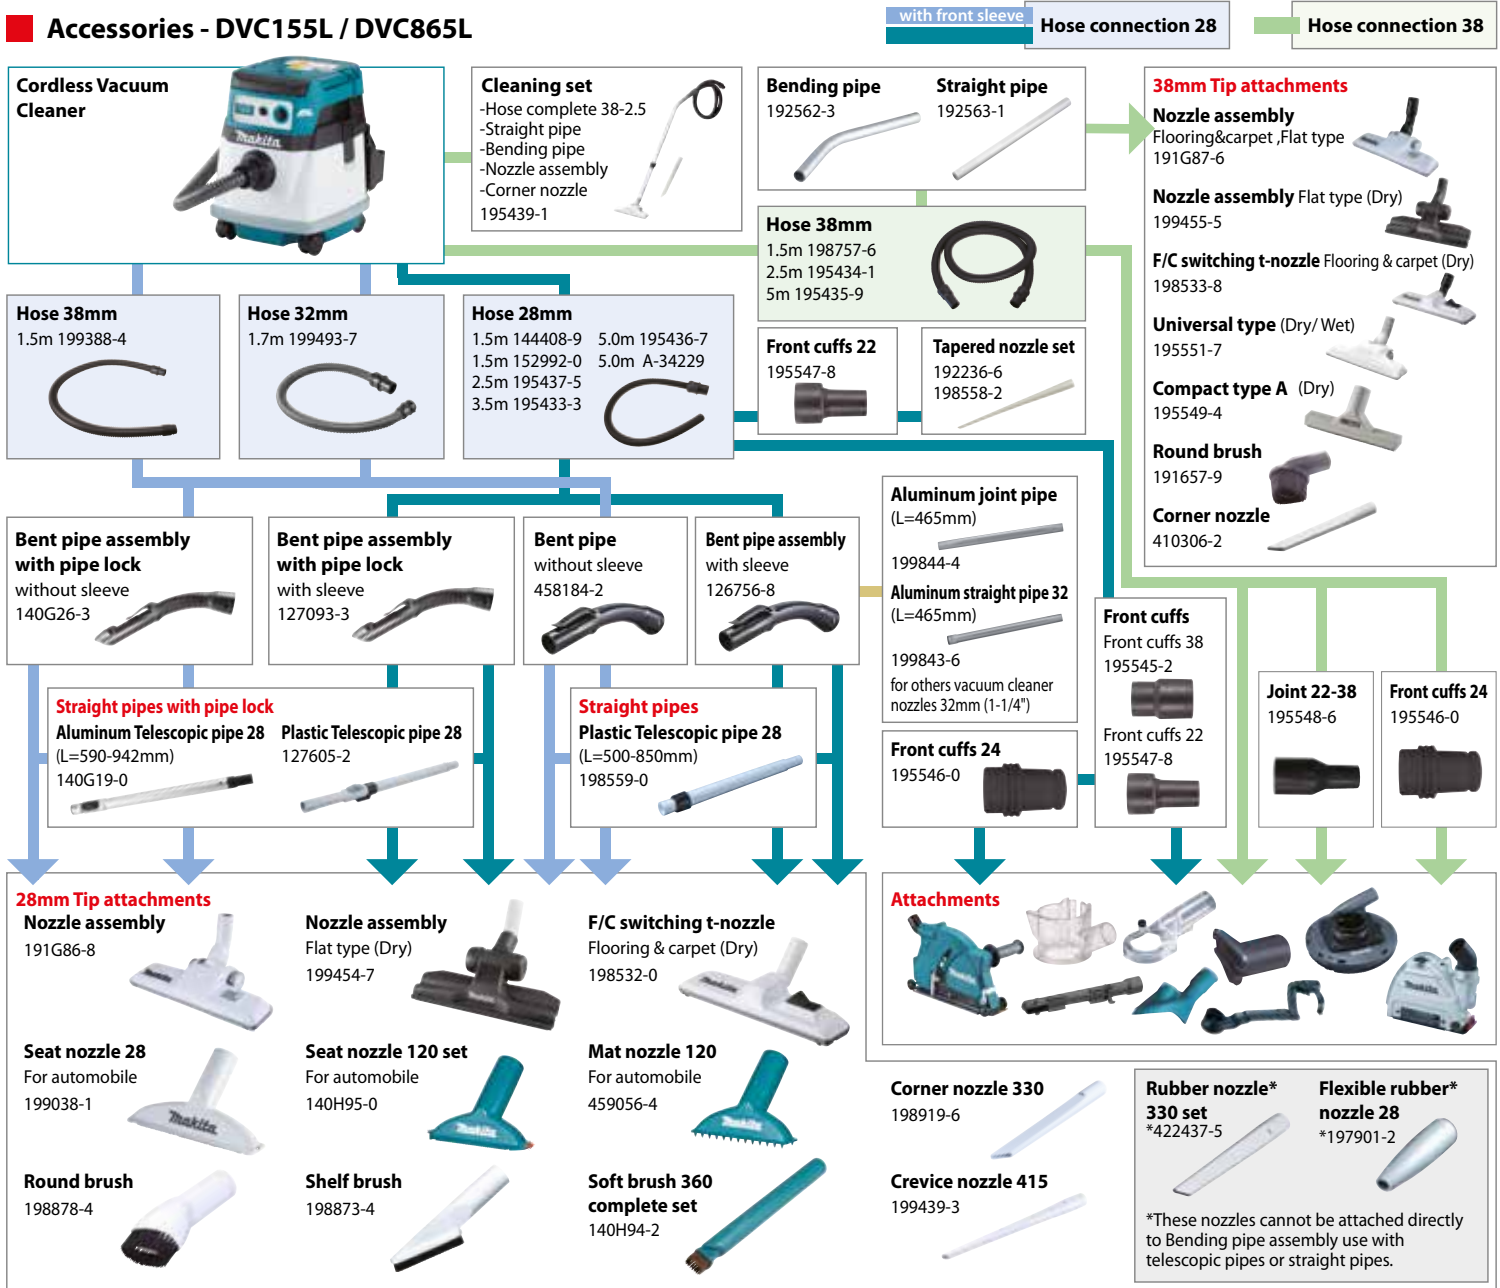 Accessories - DVC155L / DVC865L
with front sleeve
Hose connection 28
Hose connection 38
Cordless Vacuum
Cleaner
Makita
Cleaning set
-Hose complete 38-2.5
-Straight pipe
-Bending pipe
-Nozzle assembly
-Corner nozzle
195439-1
Bending pipe
192562-3
Straight pipe
192563-1
38mm Tip attachments
Nozzle assembly
Flooring&carpet ,Flat type
191G87-6
Nozzle assembly Flat type (Dry)
199455-5
F/C switching t-nozzle Flooring & carpet (Dry)
198533-8
Universal type (Dry/ Wet)
195551-7
Compact type A (Dry)
195549-4
Round brush
191657-9
Corner nozzle
410306-2
Hose 38mm
1.5m 198757-6
2.5m 195434-1
5m 195435-9
Hose 38mm
1.5m 199388-4
Hose 32mm
1.7m 199493-7
Hose 28mm
1.5m 144408-9 5.0m 195436-7
1.5m 152992-0 5.0m A-34229
2.5m 195437-5
3.5m 195433-3
Front cuffs 22
195547-8
Tapered nozzle set
192236-6
198558-2
Bent pipe assembly
with pipe lock
without sleeve
140G26-3
Bent pipe assembly
with pipe lock
with sleeve
127093-3
Bent pipe
without sleeve
458184-2
Bent pipe assembly
with sleeve
126756-8
Aluminum joint pipe
(L=465mm)
199844-4
Aluminum straight pipe 32
(L=465mm)
199843-6
for others vacuum cleaner
nozzles 32mm (1-1/4")
Front cuffs
Front cuffs 38
195545-2
Front cuffs 22
195547-8
Joint 22-38
195548-6
Front cuffs 24
195546-0
Straight pipes with pipe lock
Aluminum Telescopic pipe 28
(L=590-942mm)
140G19-0
Plastic Telescopic pipe 28
127605-2
Straight pipes
Plastic Telescopic pipe 28
(L=500-850mm)
198559-0
Front cuffs 24
195546-0
28mm Tip attachments
Nozzle assembly
191G86-8
Makita
Nozzle assembly
Flat type (Dry)
199454-7
Makita
F/C switching t-nozzle
Flooring & carpet (Dry)
198532-0
Makita
Attachments
Makita
Makita
Seat nozzle 28
For automobile
199038-1
Makita
Seat nozzle 120 set
For automobile
140H95-0
Makita
Mat nozzle 120
For automobile
459056-4
Makita
Corner nozzle 330
198919-6
Rubber nozzle*
330 set
*422437-5
Flexible rubber*
nozzle 28
*197901-2
Round brush
198878-4
Shelf brush
198873-4
Soft brush 360
complete set
140H94-2
Crevice nozzle 415
199439-3
*These nozzles cannot be attached directly
to Bending pipe assembly use with
telescopic pipes or straight pipes.